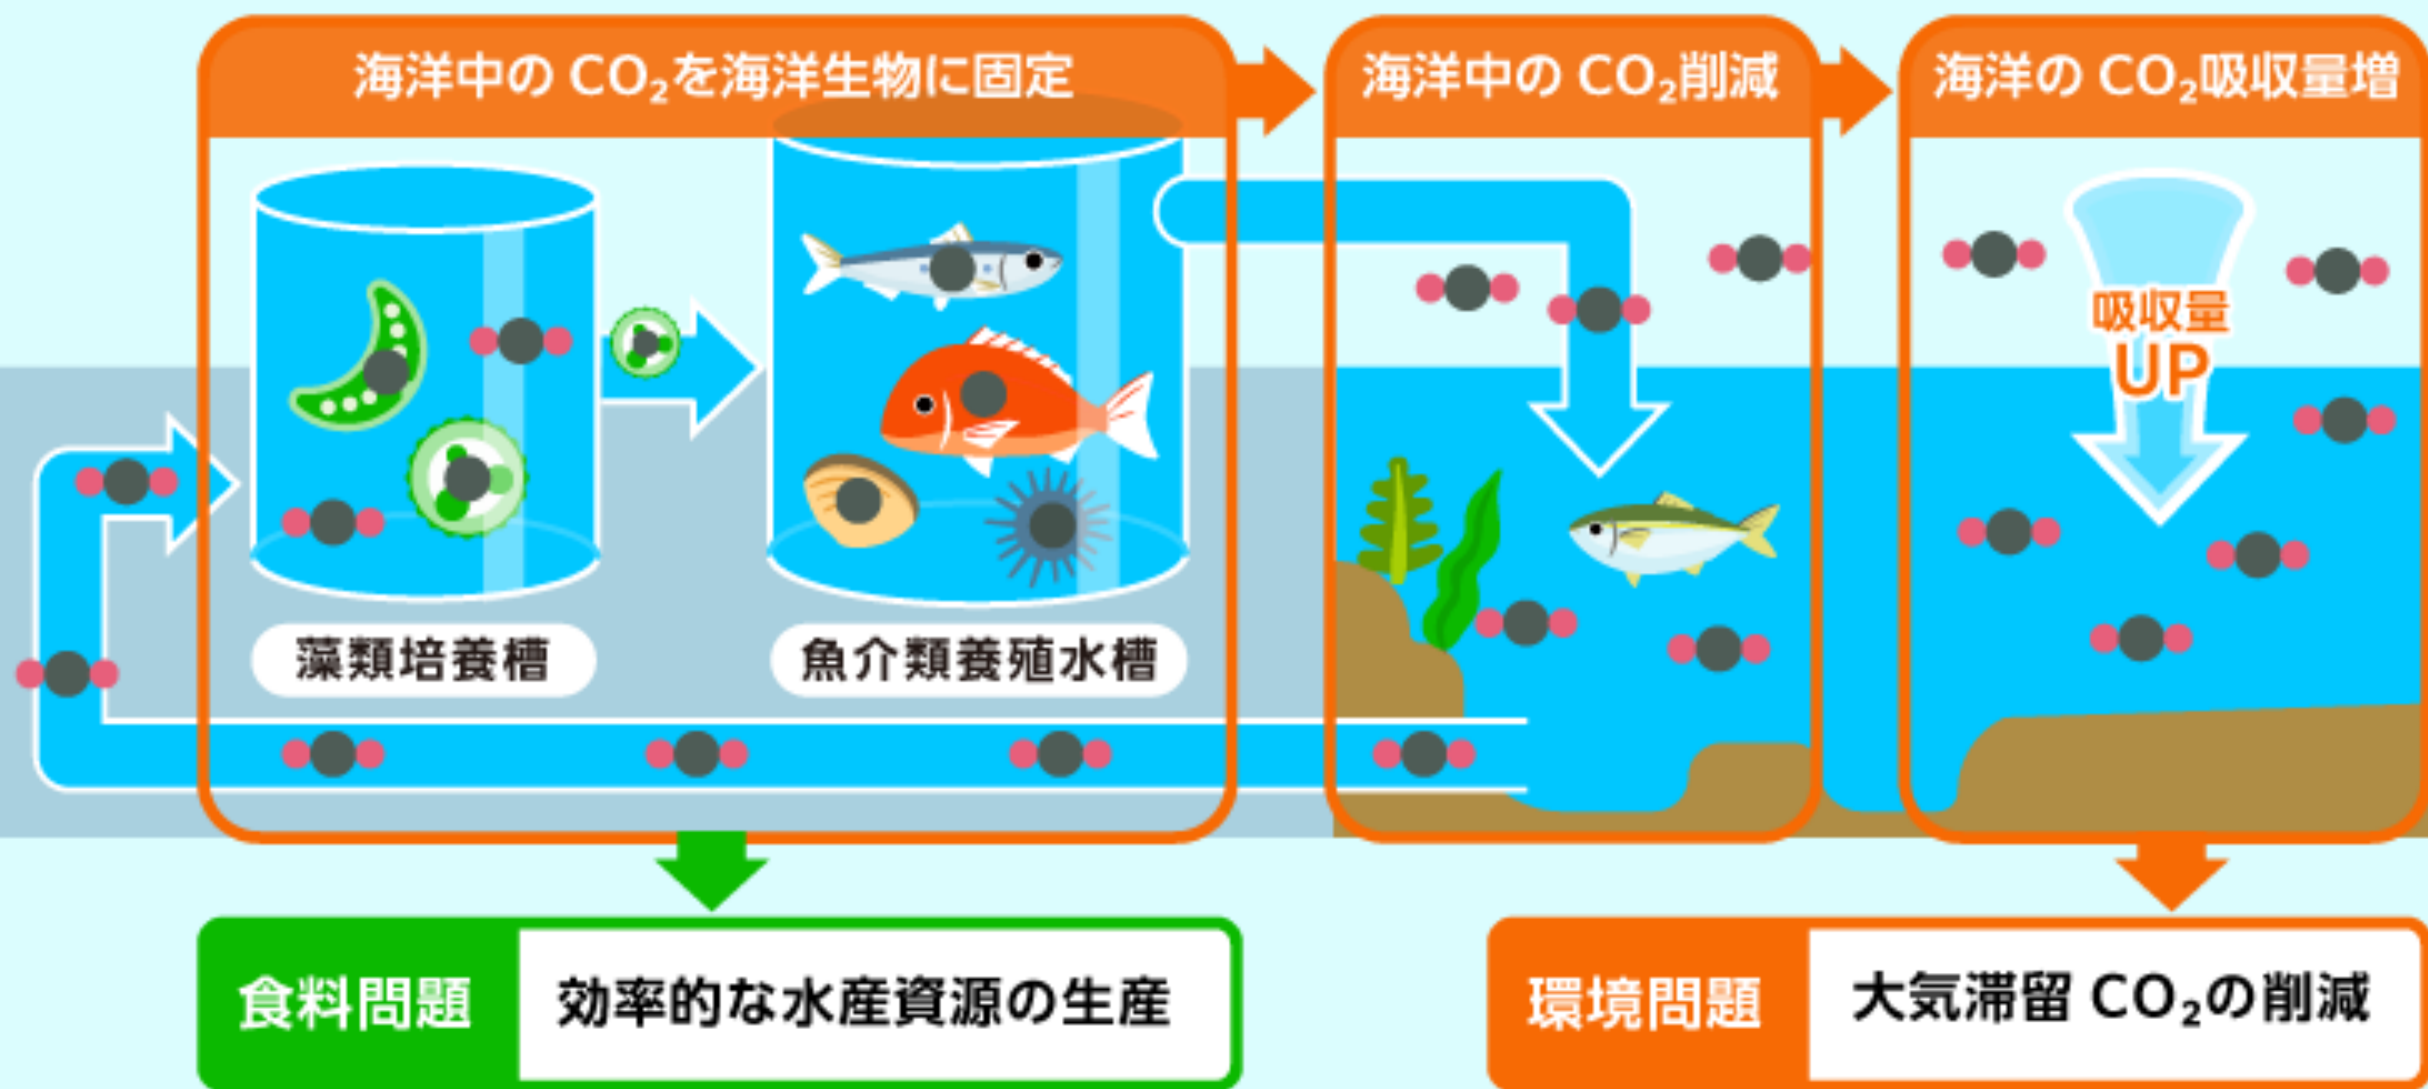 海洋中の CO₂を海洋生物に固定
海洋中の CO₂削減
海洋の CO₂吸収量増
吸収量
UP
藻類培養槽
魚介類養殖水槽
食料問題
効率的な水産資源の生産
環境問題
大気滞留 CO₂の削減